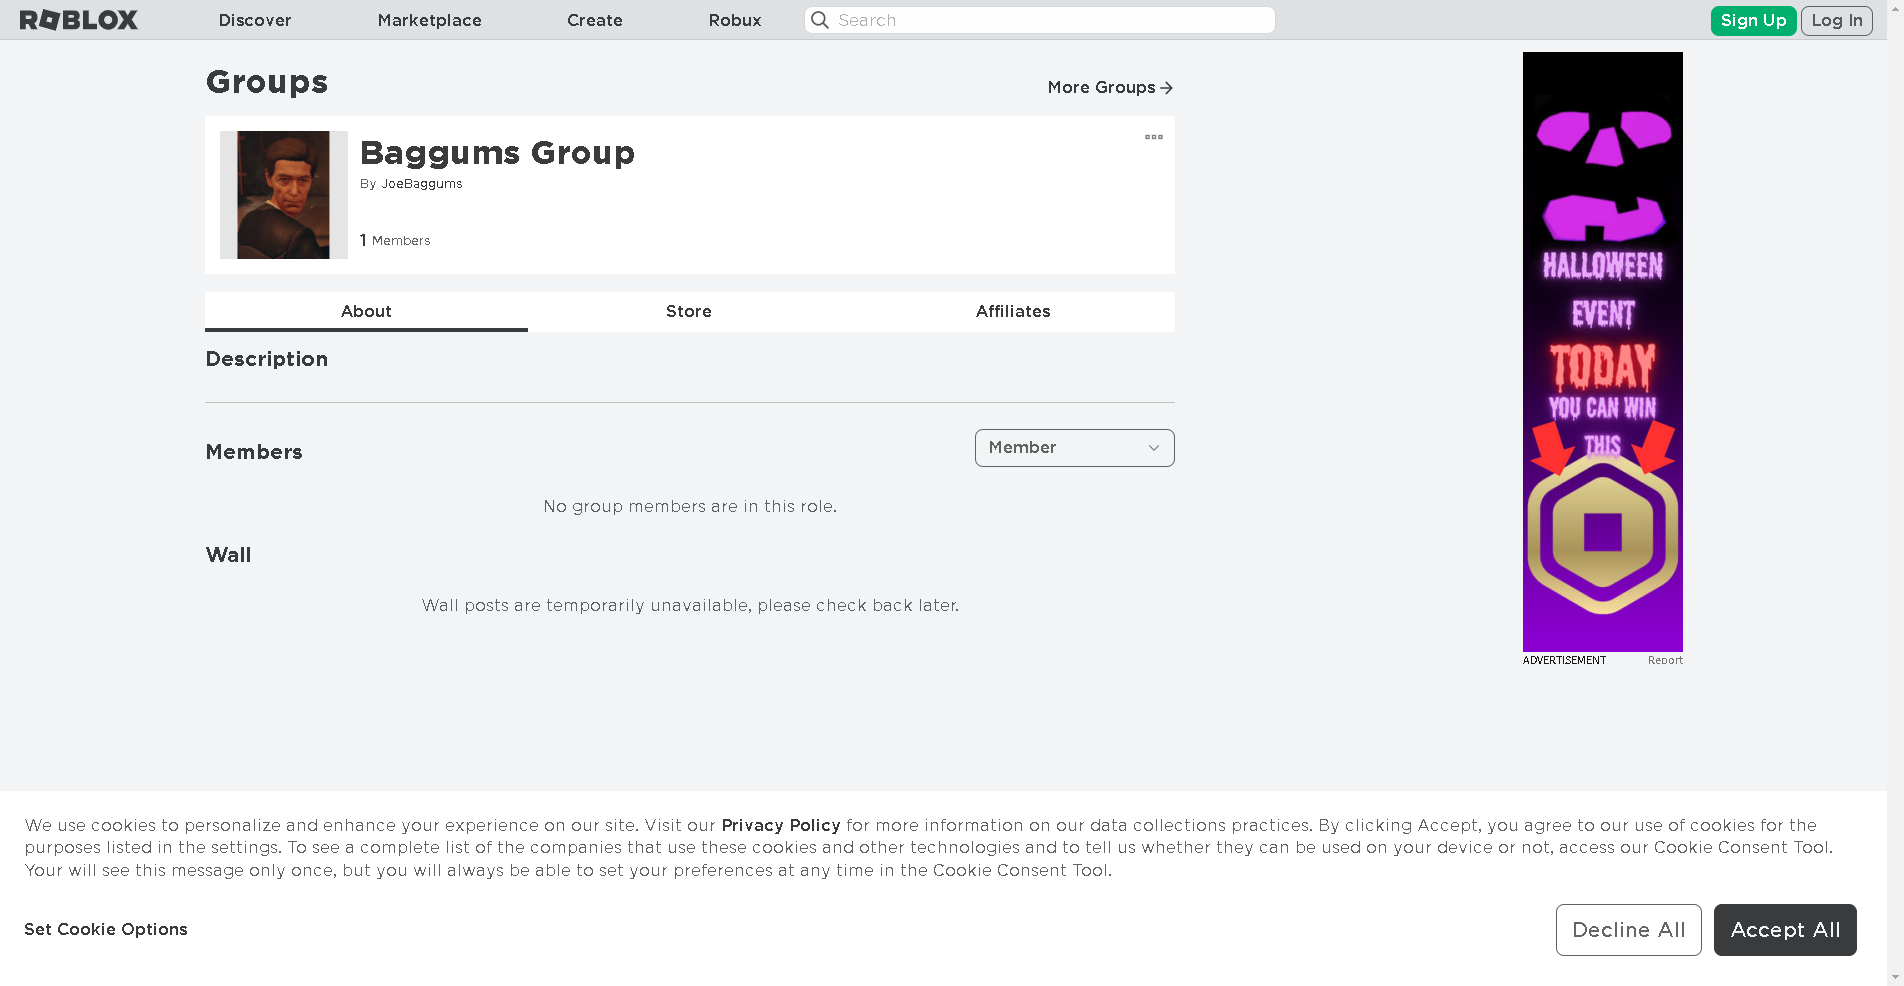 ROBLOX Discover Marketplace Create Robux Search Sign Up Log In
Groups
More Groups
Baggums Group
By JoeBaggums
1 Members
About Store Affiliates
Description
Members
Member
No group members are in this role.
Wall
Wall posts are temporarily unavailable, please check back later.
HALLOWEEN
EVENT
TODAY
YOU CAN WIN
THIS
ADVERTISEMENT Report
We use cookies to personalize and enhance your experience on our site. Visit our Privacy Policy for more information on our data collections practices. By clicking Accept, you agree to our use of cookies for the
purposes listed in the settings. To see a complete list of the companies that use these cookies and other technologies and to tell us whether they can be used on your device or not, access our Cookie Consent Tool.
Your will see this message only once, but you will always be able to set your preferences at any time in the Cookie Consent Tool.
Set Cookie Options
Decline All
Accept All